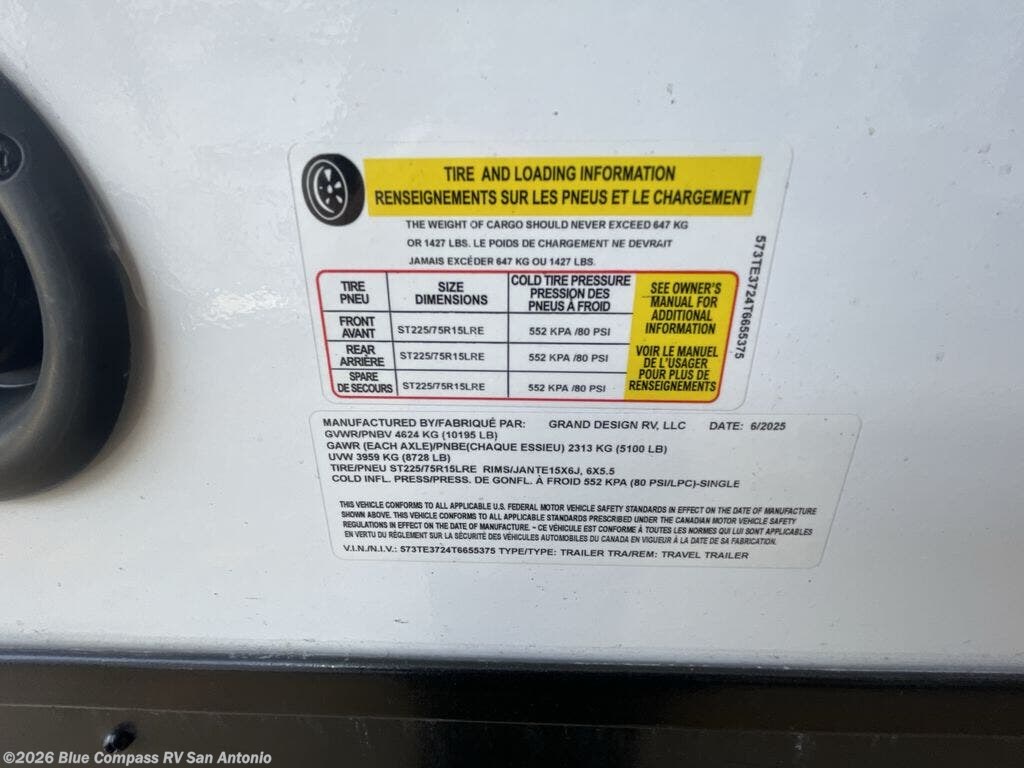 TIRE AND LOADING INFORMATION
RENSEIGNEMENTS SUR LES PNEUS ET LE CHARGEMENT
THE WEIGHT OF CARGO SHOULD NEVER EXCEED 647 KG
OR 1427 LBS. LE POIDS DE CHARGEMENT NE DEVRAIT
JAMAIS EXCÉDER 647 KG OU 1427 LBS.
TIRE
PNEU
SIZE
DIMENSIONS
COLD TIRE PRESSURE
PRESSION DES
PNEUS À FROID
FRONT
AVANT
ST225/75R15LRE
552 KPA /80 PSI
REAR
ARRIÈRE
ST225/75R15LRE
552 KPA /80 PSI
SPARE
DE SECOURS
ST225/75R15LRE
552 KPA /80 PSI
SEE OWNER'S
MANUAL FOR
ADDITIONAL
INFORMATION
VOIR LE MANUEL
DE L'USAGER
POUR PLUS DE
RENSEIGNEMENTS
573TE3724T6655375
MANUFACTURED BY/FABRIQUÉ PAR: GRAND DESIGN RV, LLC DATE: 6/2025
GVWR/PNBV 4624 KG (10195 LB)
GAWR (EACH AXLE)/PNBE(CHAQUE ESSIEU) 2313 KG (5100 LB)
UVW 3959 KG (8728 LB)
TIRE/PNEU ST225/75R15LRE RIMS/JANTE15X6J, 6X5.5
COLD INFL. PRESS/PRESS. DE GONFL. À FROID 552 KPA (80 PSI/LPC)-SINGLE
THIS VEHICLE CONFORMS TO ALL APPLICABLE U.S. FEDERAL MOTOR VEHICLE SAFETY STANDARDS IN EFFECT ON THE DATE OF MANUFACTURE
SHOWN ABOVE. THIS VEHICLE CONFORMS TO ALL APPLICABLE STANDARDS PRESCRIBED UNDER THE CANADIAN MOTOR VEHICLE SAFETY
REGULATIONS IN EFFECT ON THE DATE OF MANUFACTURE. ~ CE VÉHICULE EST CONFORME À TOUTES LES NORMES QUI LUI SONT APPLICABLES
EN VERTU DU RÈGLEMENT SUR LA SÉCURITÉ DES VÉHICULES AUTOMOBILES DU CANADA EN VIGUEUR À LA DATE DE SA FABRICATION.
V.I.N./N.I.V.: 573TE3724T6655375 TYPE/TYPE: TRAILER TRA/REM: TRAVEL TRAILER
©2026 Blue Compass RV San Antonio